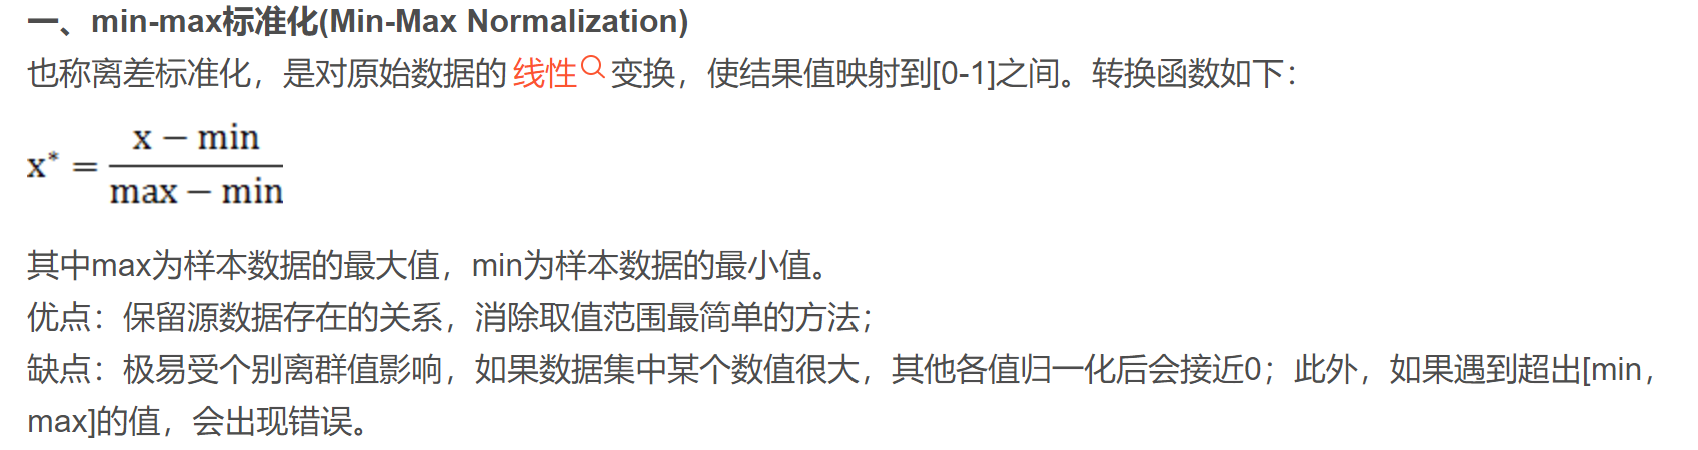 一、min-max标准化(Min-Max Normalization)
也称离差标准化，是对原始数据的 线性 变换，使结果值映射到[0-1]之间。转换函数如下：
x* = (x − min) / (max − min)
其中max为样本数据的最大值，min为样本数据的最小值。
优点：保留源数据存在的关系，消除取值范围最简单的方法；
缺点：极易受个别离群值影响，如果数据集中某个数值很大，其他各值归一化后会接近0；此外，如果遇到超出[min，
max]的值，会出现错误。